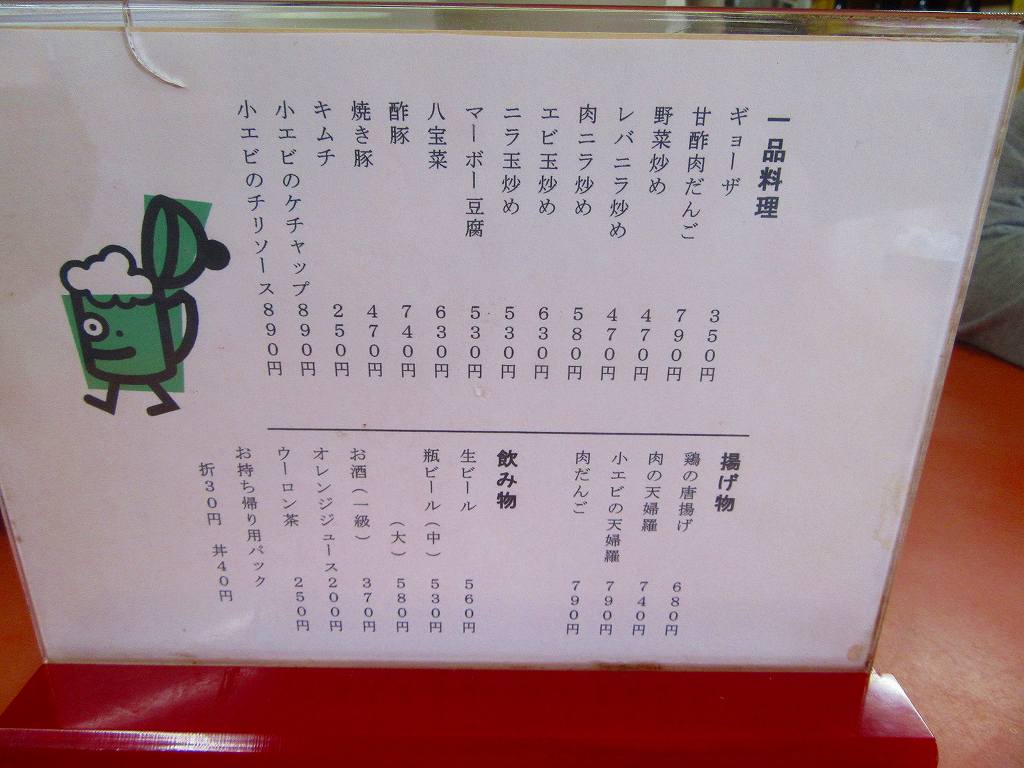 一品料理
ギョーザ 350円
甘酢肉だんご 790円
野菜炒め 470円
レバニラ炒め 470円
肉ニラ炒め 580円
エビ玉炒め 630円
ニラ玉炒め 530円
マーボー豆腐 530円
八宝菜 630円
酢豚 740円
焼き豚 470円
キムチ 250円
小エビのケチャップ 890円
小エビのチリソース 890円
揚げ物
鶏の唐揚げ 680円
肉の天婦羅 740円
小エビの天婦羅 790円
肉だんご 790円
飲み物
生ビール 560円
瓶ビール(中) 530円
(大) 580円
お酒(一級) 370円
オレンジジュース 200円
ウーロン茶 250円
お持ち帰り用パック
折30円 丼40円